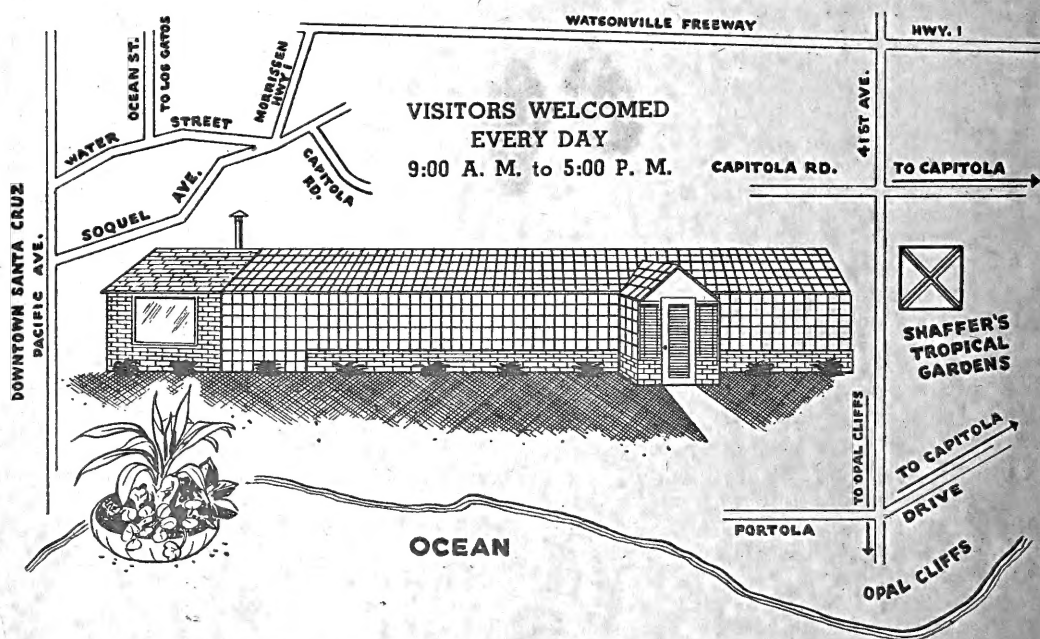 WATSONVILLE FREEWAY
HWY. 1
OCEAN ST.
TO LOS GATOS
MORRISSEN
HWY 1
41ST AVE.
WATER STREET
VISITORS WELCOMED
EVERY DAY
9:00 A. M. to 5:00 P. M.
CAPITOLA
RD.
CAPITOLA RD.
TO CAPITOLA
SOQUEL AVE.
DOWNTOWN SANTA CRUZ
PACIFIC AVE.
SHAFFER'S
TROPICAL
GARDENS
TO OPAL CLIFFS
TO CAPITOLA
PORTOLA
DRIVE
OCEAN
OPAL CLIFFS